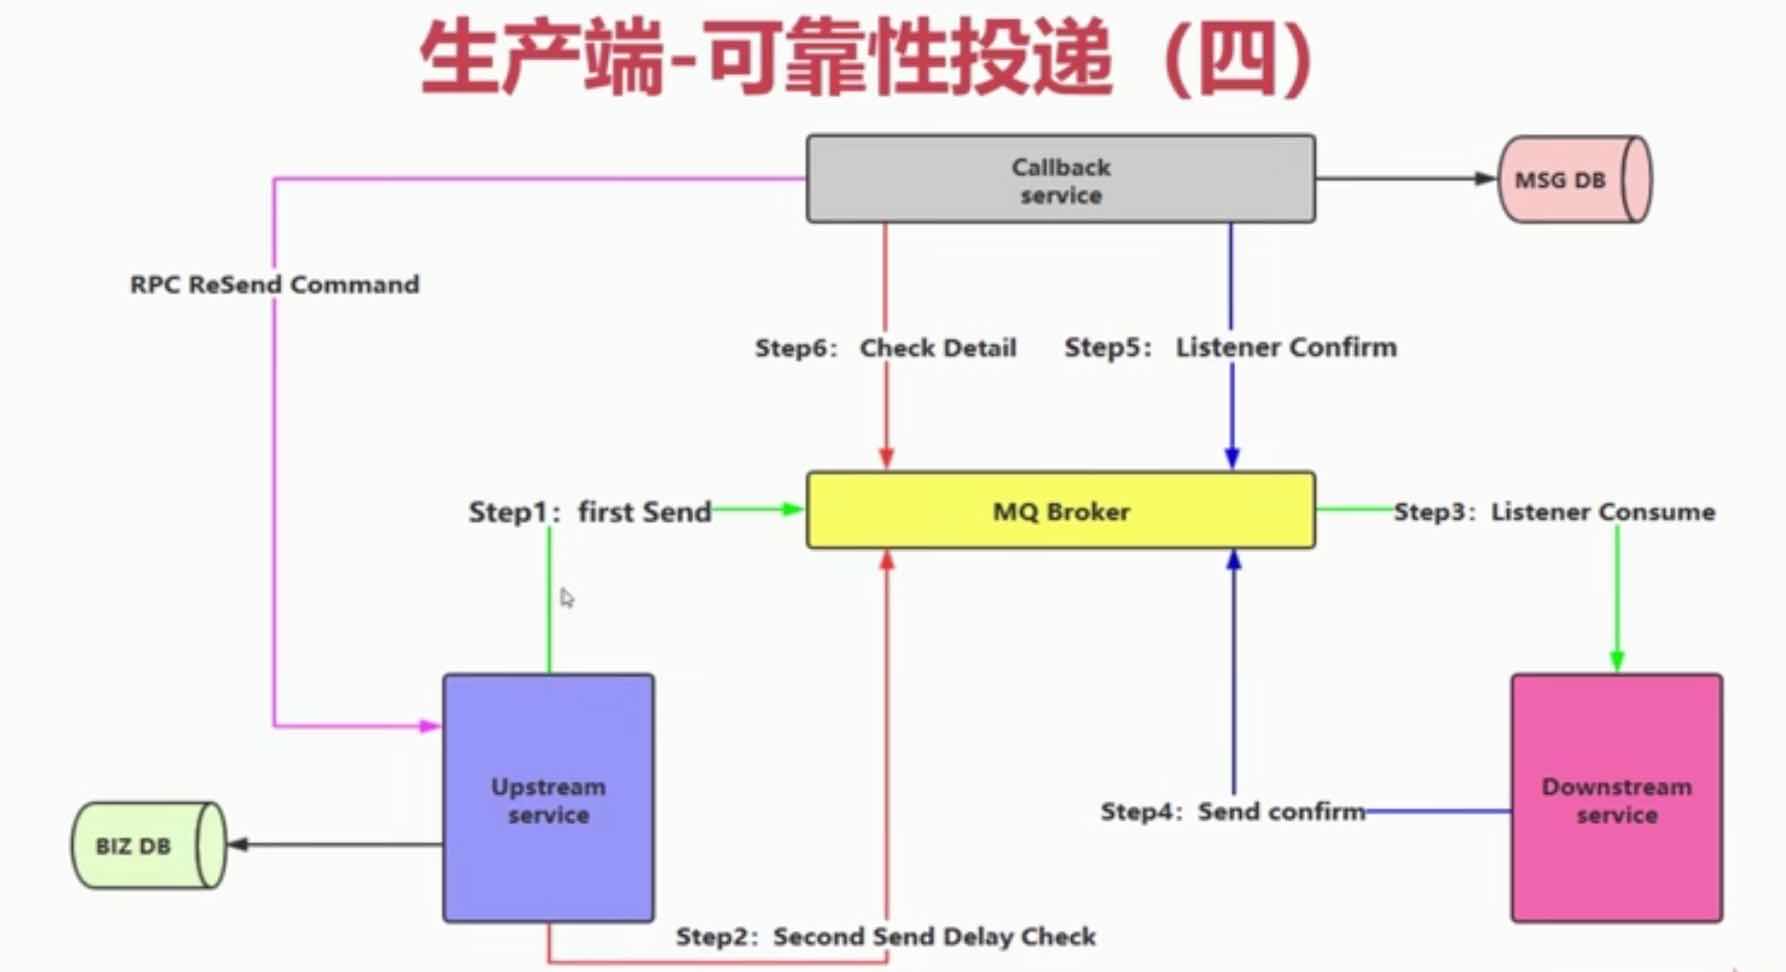 生产端-可靠性投递（四）
Callback
service
MSG DB
RPC ReSend Command
Step6： Check Detail
Step5： Listener Confirm
Step1：first Send
MQ Broker
Step3：Listener Consume
Upstream
service
Downstream
service
Step4：Send confirm
BIZ DB
Step2：Second Send Delay Check